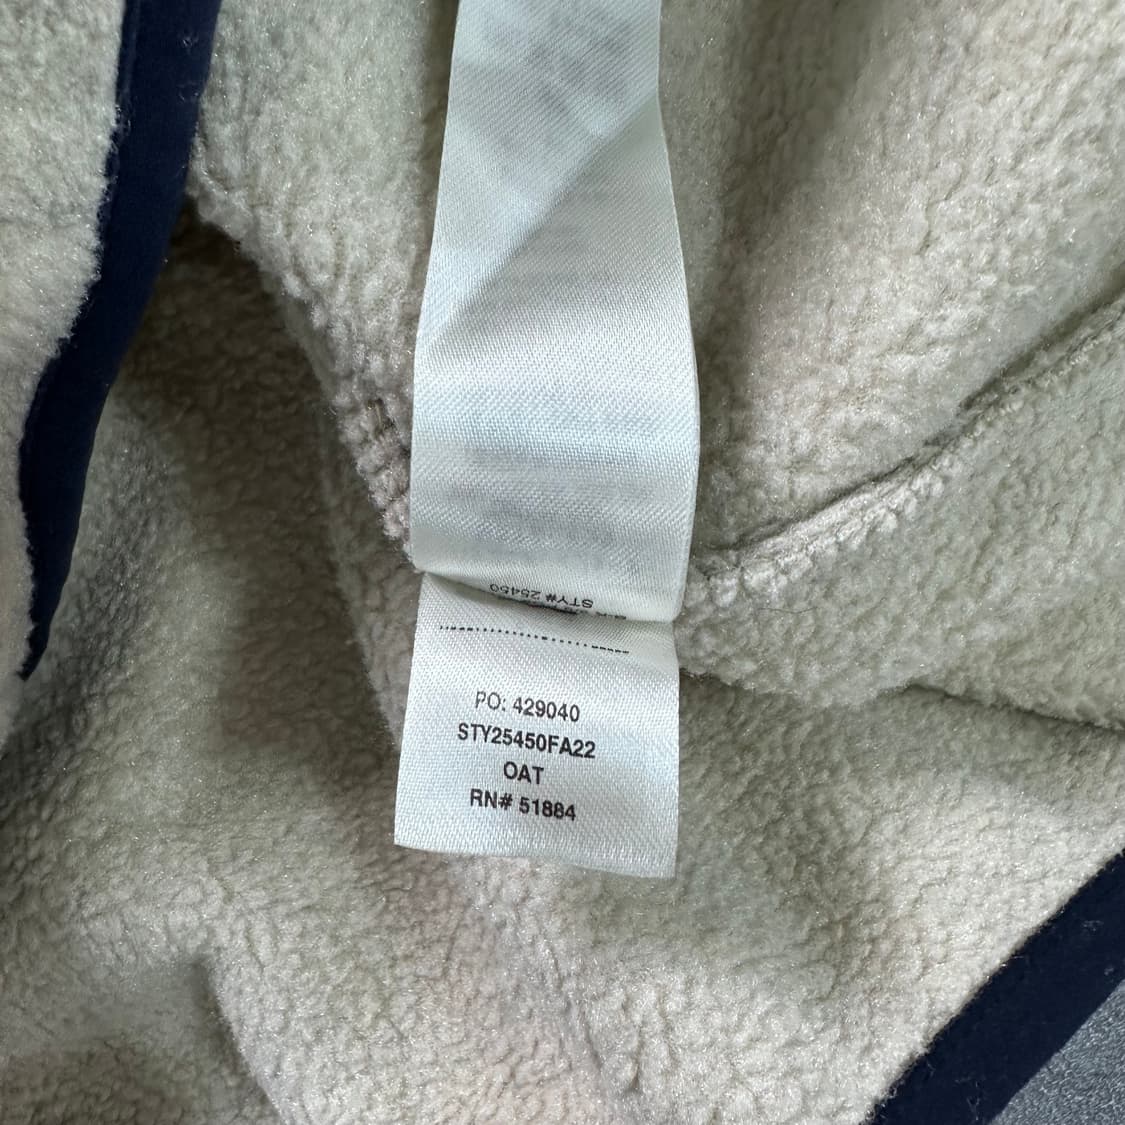 STY# 25450
PO: 429040
STY25450FA22
OAT
RN# 51884